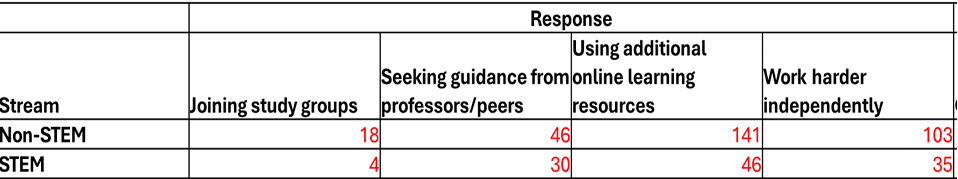 Response
Stream Joining study groups Seeking guidance from professors/peers Using additional online learning resources Work harder independently
Non-STEM 18 46 141 103
STEM 4 30 46 35